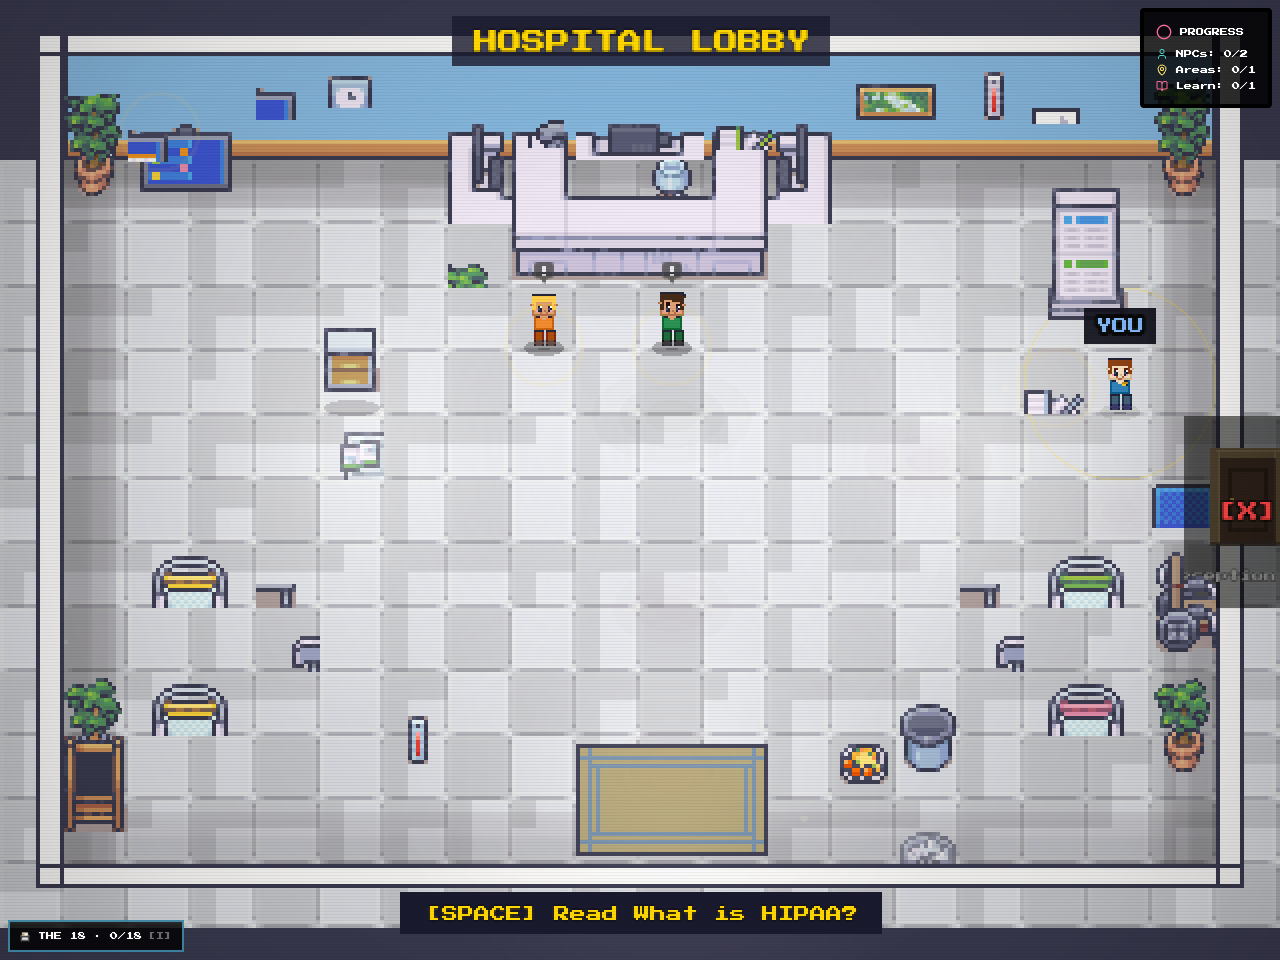 HOSPITAL LOBBY
PROGRESS
NPCs: 0/2
Areas: 0/1
Learn: 0/1
YOU
[X]
[SPACE] Read What is HIPAA?
THE 18 · 0/18 [I]